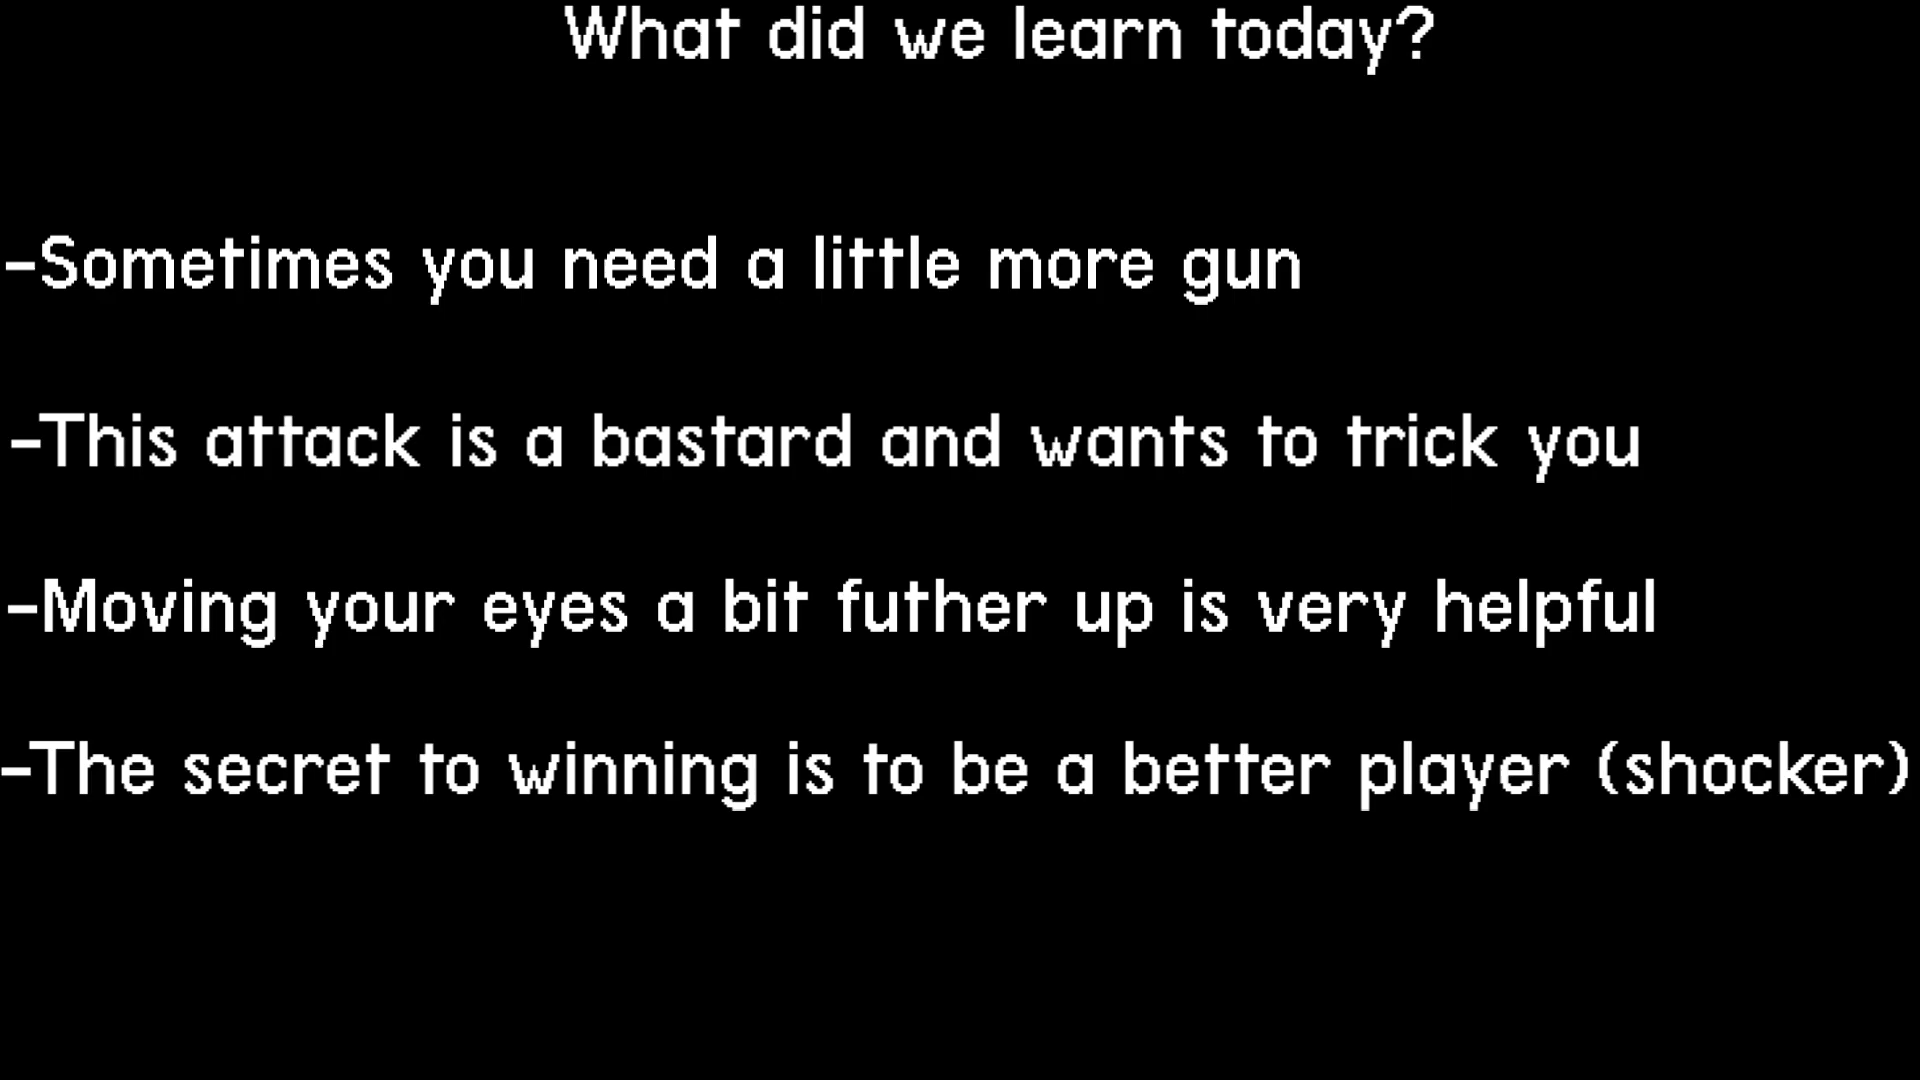 What did we learn today?
-Sometimes you need a little more gun
-This attack is a bastard and wants to trick you
-Moving your eyes a bit futher up is very helpful
-The secret to winning is to be a better player (shocker)